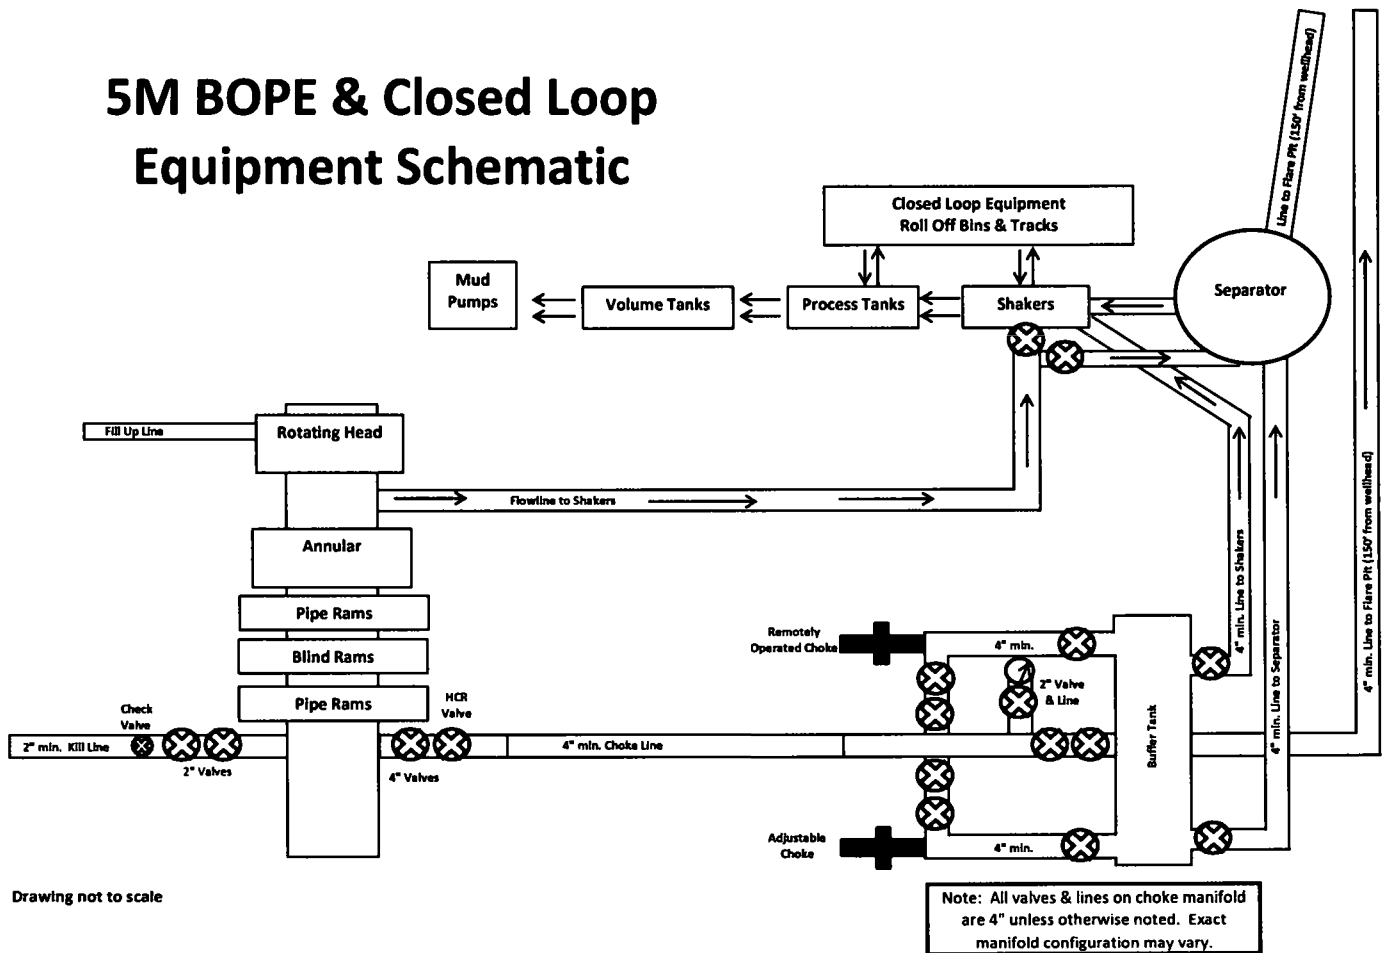 5M BOPE & Closed Loop
Equipment Schematic
Line to Flare Pit (150' from wellhead)
Closed Loop Equipment
Roll Off Bins & Tracks
Mud
Pumps
Volume Tanks
Process Tanks
Shakers
Separator
Fill Up Line
Rotating Head
Flowline to Shakers
Annular
Pipe Rams
Blind Rams
Pipe Rams
Check
Valve
HCR
Valve
2" min. Kill Line
2" Valves
4" Valves
4" min. Choke Line
Remotely
Operated Choke
4" min.
2" Valve
& Line
Buffer Tank
4" min. Line to Shakers
4" min. Line to Separator
4" min. Line to Flare Pit (150' from wellhead)
Adjustable
Choke
4" min.
Drawing not to scale
Note: All valves & lines on choke manifold
are 4" unless otherwise noted. Exact
manifold configuration may vary.